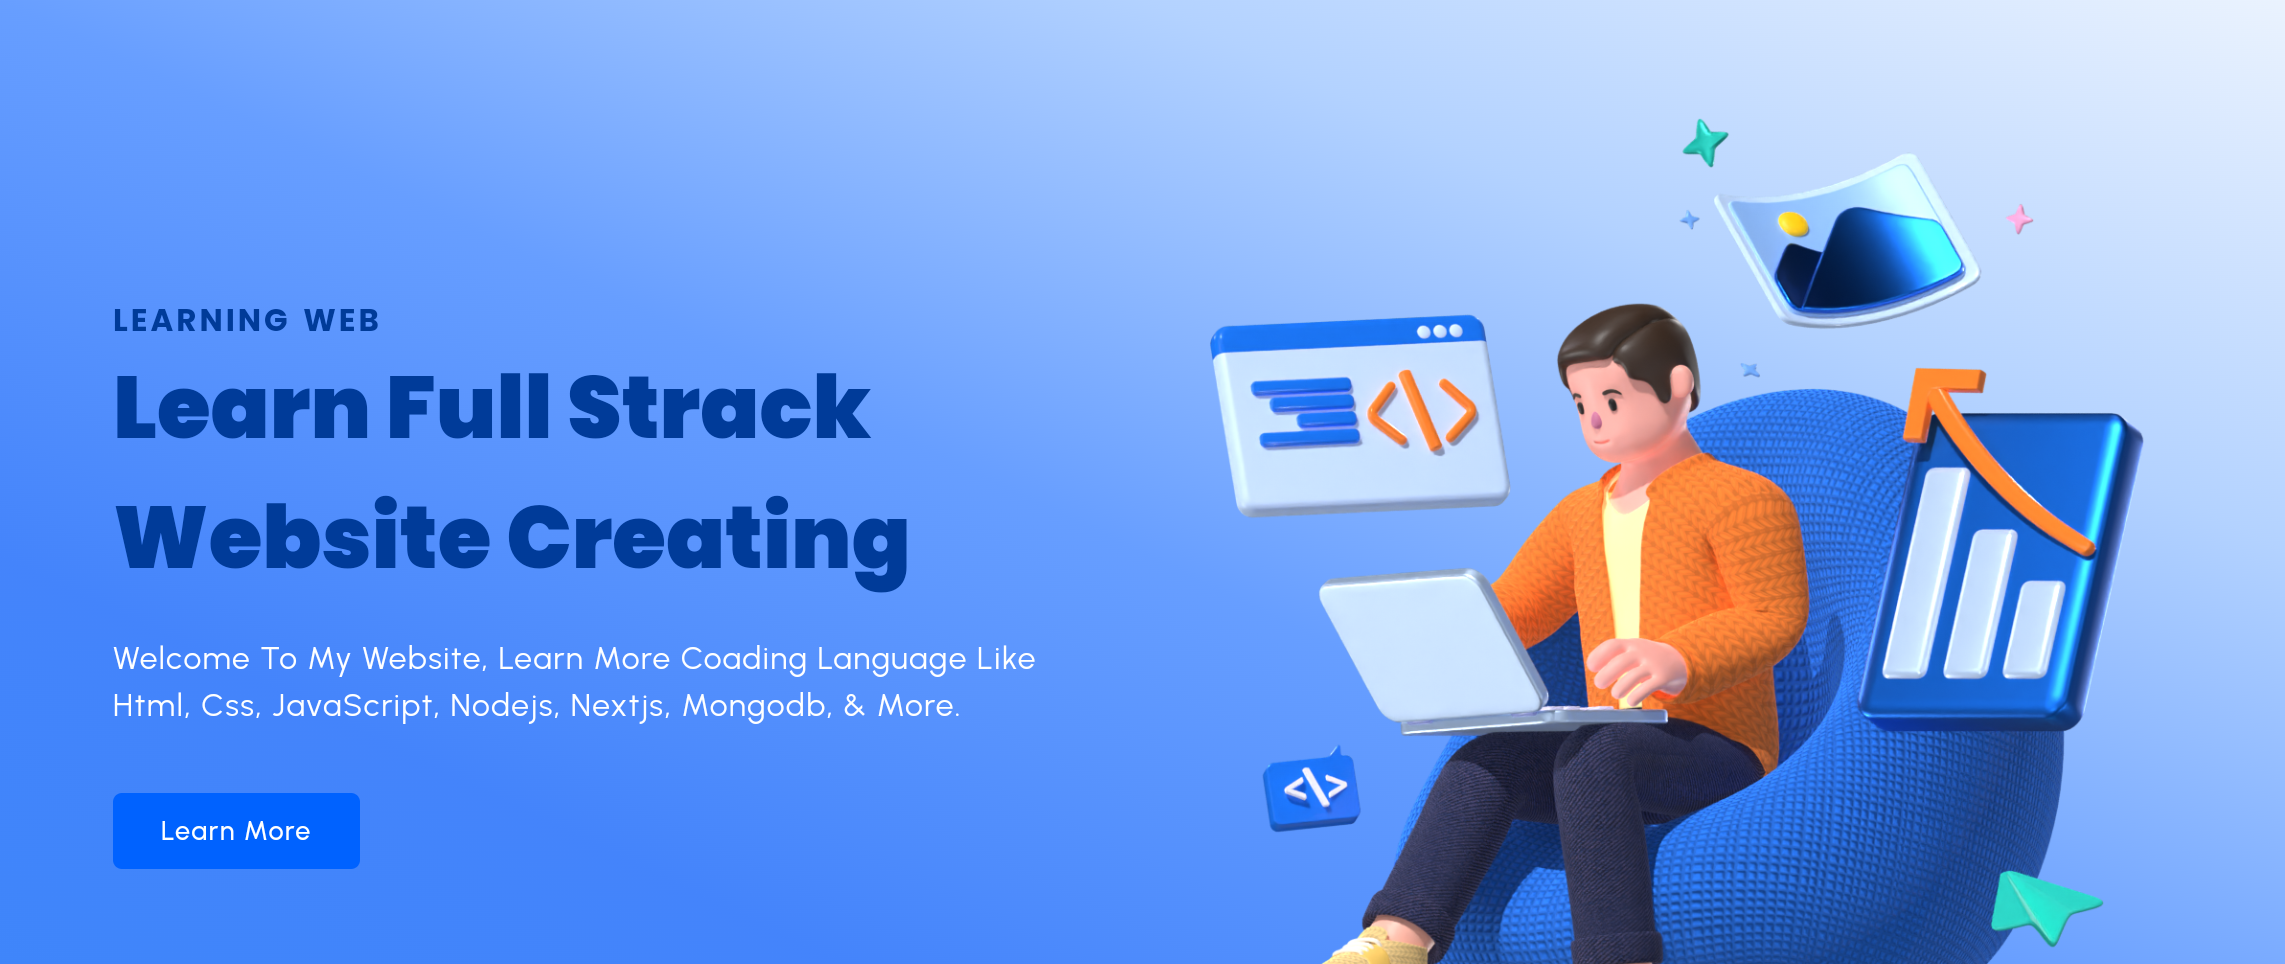 LEARNING WEB
Learn Full Strack
Website Creating
Welcome To My Website, Learn More Coading Language Like
Html, Css, JavaScript, Nodejs, Nextjs, Mongodb, & More.
</>
</>
Learn More